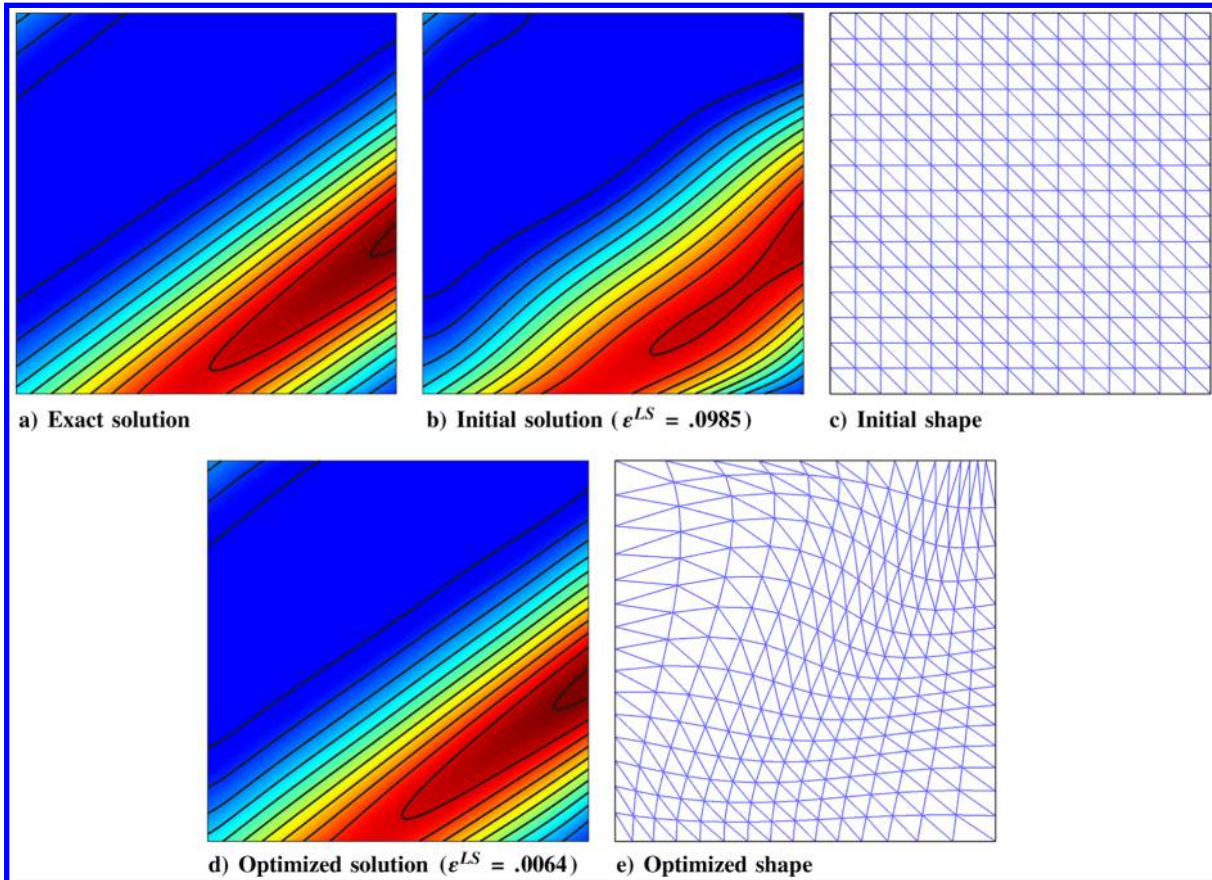 a) Exact solution
b) Initial solution (ε^LS = .0985)
c) Initial shape
d) Optimized solution (ε^LS = .0064)
e) Optimized shape